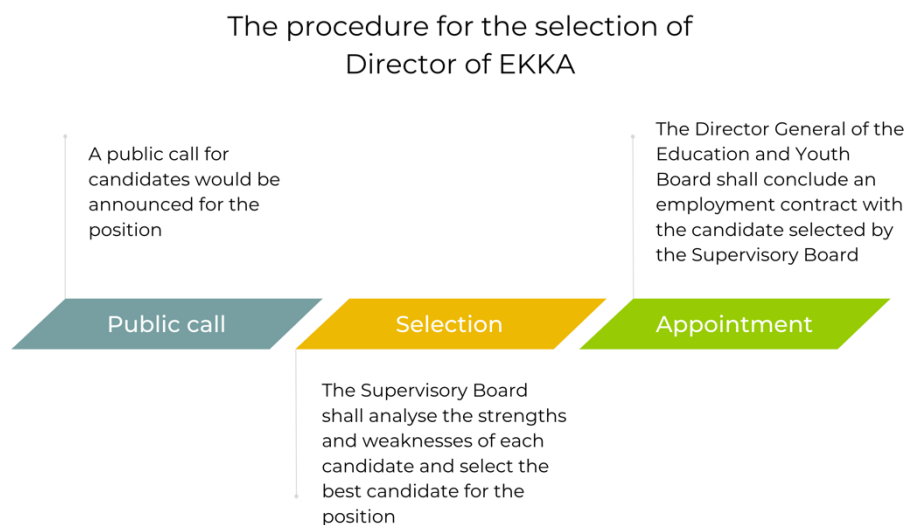 The procedure for the selection of
Director of EKKA
A public call for
candidates would be
announced for the
position
The Director General of the
Education and Youth
Board shall conclude an
employment contract with
the candidate selected by
the Supervisory Board
Public call
Selection
Appointment
The Supervisory Board
shall analyse the strengths
and weaknesses of each
candidate and select the
best candidate for the
position